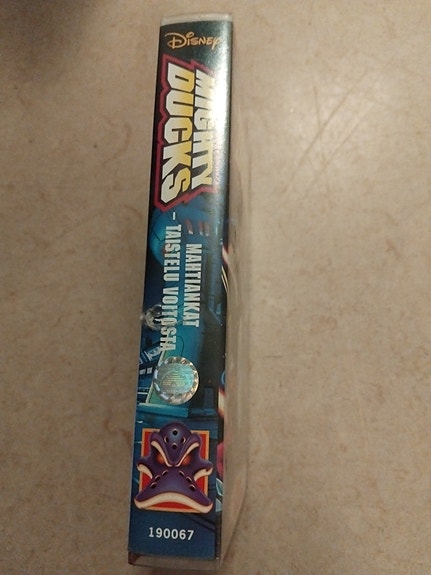 Disney
MIGHTY
DUCKS
MAHTIANKAT
– TAISTELU VOITOSTA
190067